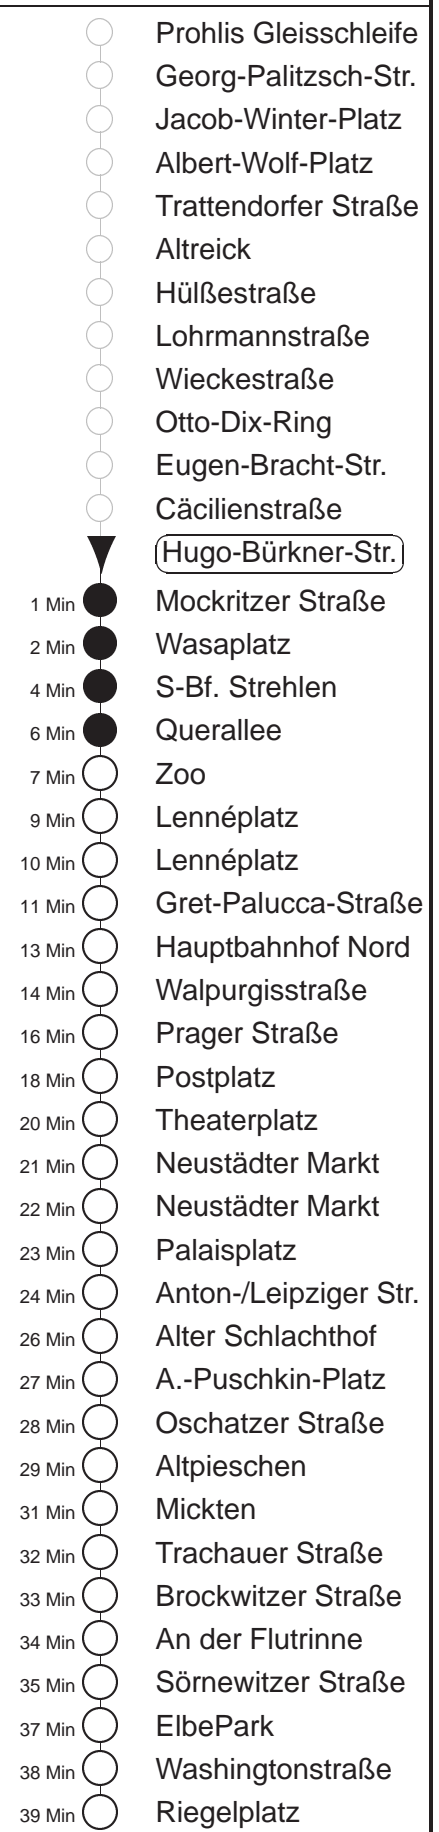 Prohlis Gleisschleife
Georg-Palitzsch-Str.
Jacob-Winter-Platz
Albert-Wolf-Platz
Trattendorfer Straße
Altreick
Hülßestraße
Lohrmannstraße
Wieckestraße
Otto-Dix-Ring
Eugen-Bracht-Str.
Cäcilienstraße
Hugo-Bürkner-Str.
1 Min Mockritzer Straße
2 Min Wasaplatz
4 Min S-Bf. Strehlen
6 Min Querallee
7 Min Zoo
9 Min Lennéplatz
10 Min Lennéplatz
11 Min Gret-Palucca-Straße
13 Min Hauptbahnhof Nord
14 Min Walpurgisstraße
16 Min Prager Straße
18 Min Postplatz
20 Min Theaterplatz
21 Min Neustädter Markt
22 Min Neustädter Markt
23 Min Palaisplatz
24 Min Anton-/Leipziger Str.
26 Min Alter Schlachthof
27 Min A.-Puschkin-Platz
28 Min Oschatzer Straße
29 Min Altpieschen
31 Min Mickten
32 Min Trachauer Straße
33 Min Brockwitzer Straße
34 Min An der Flutrinne
35 Min Sörnewitzer Straße
37 Min ElbePark
38 Min Washingtonstraße
39 Min Riegelplatz